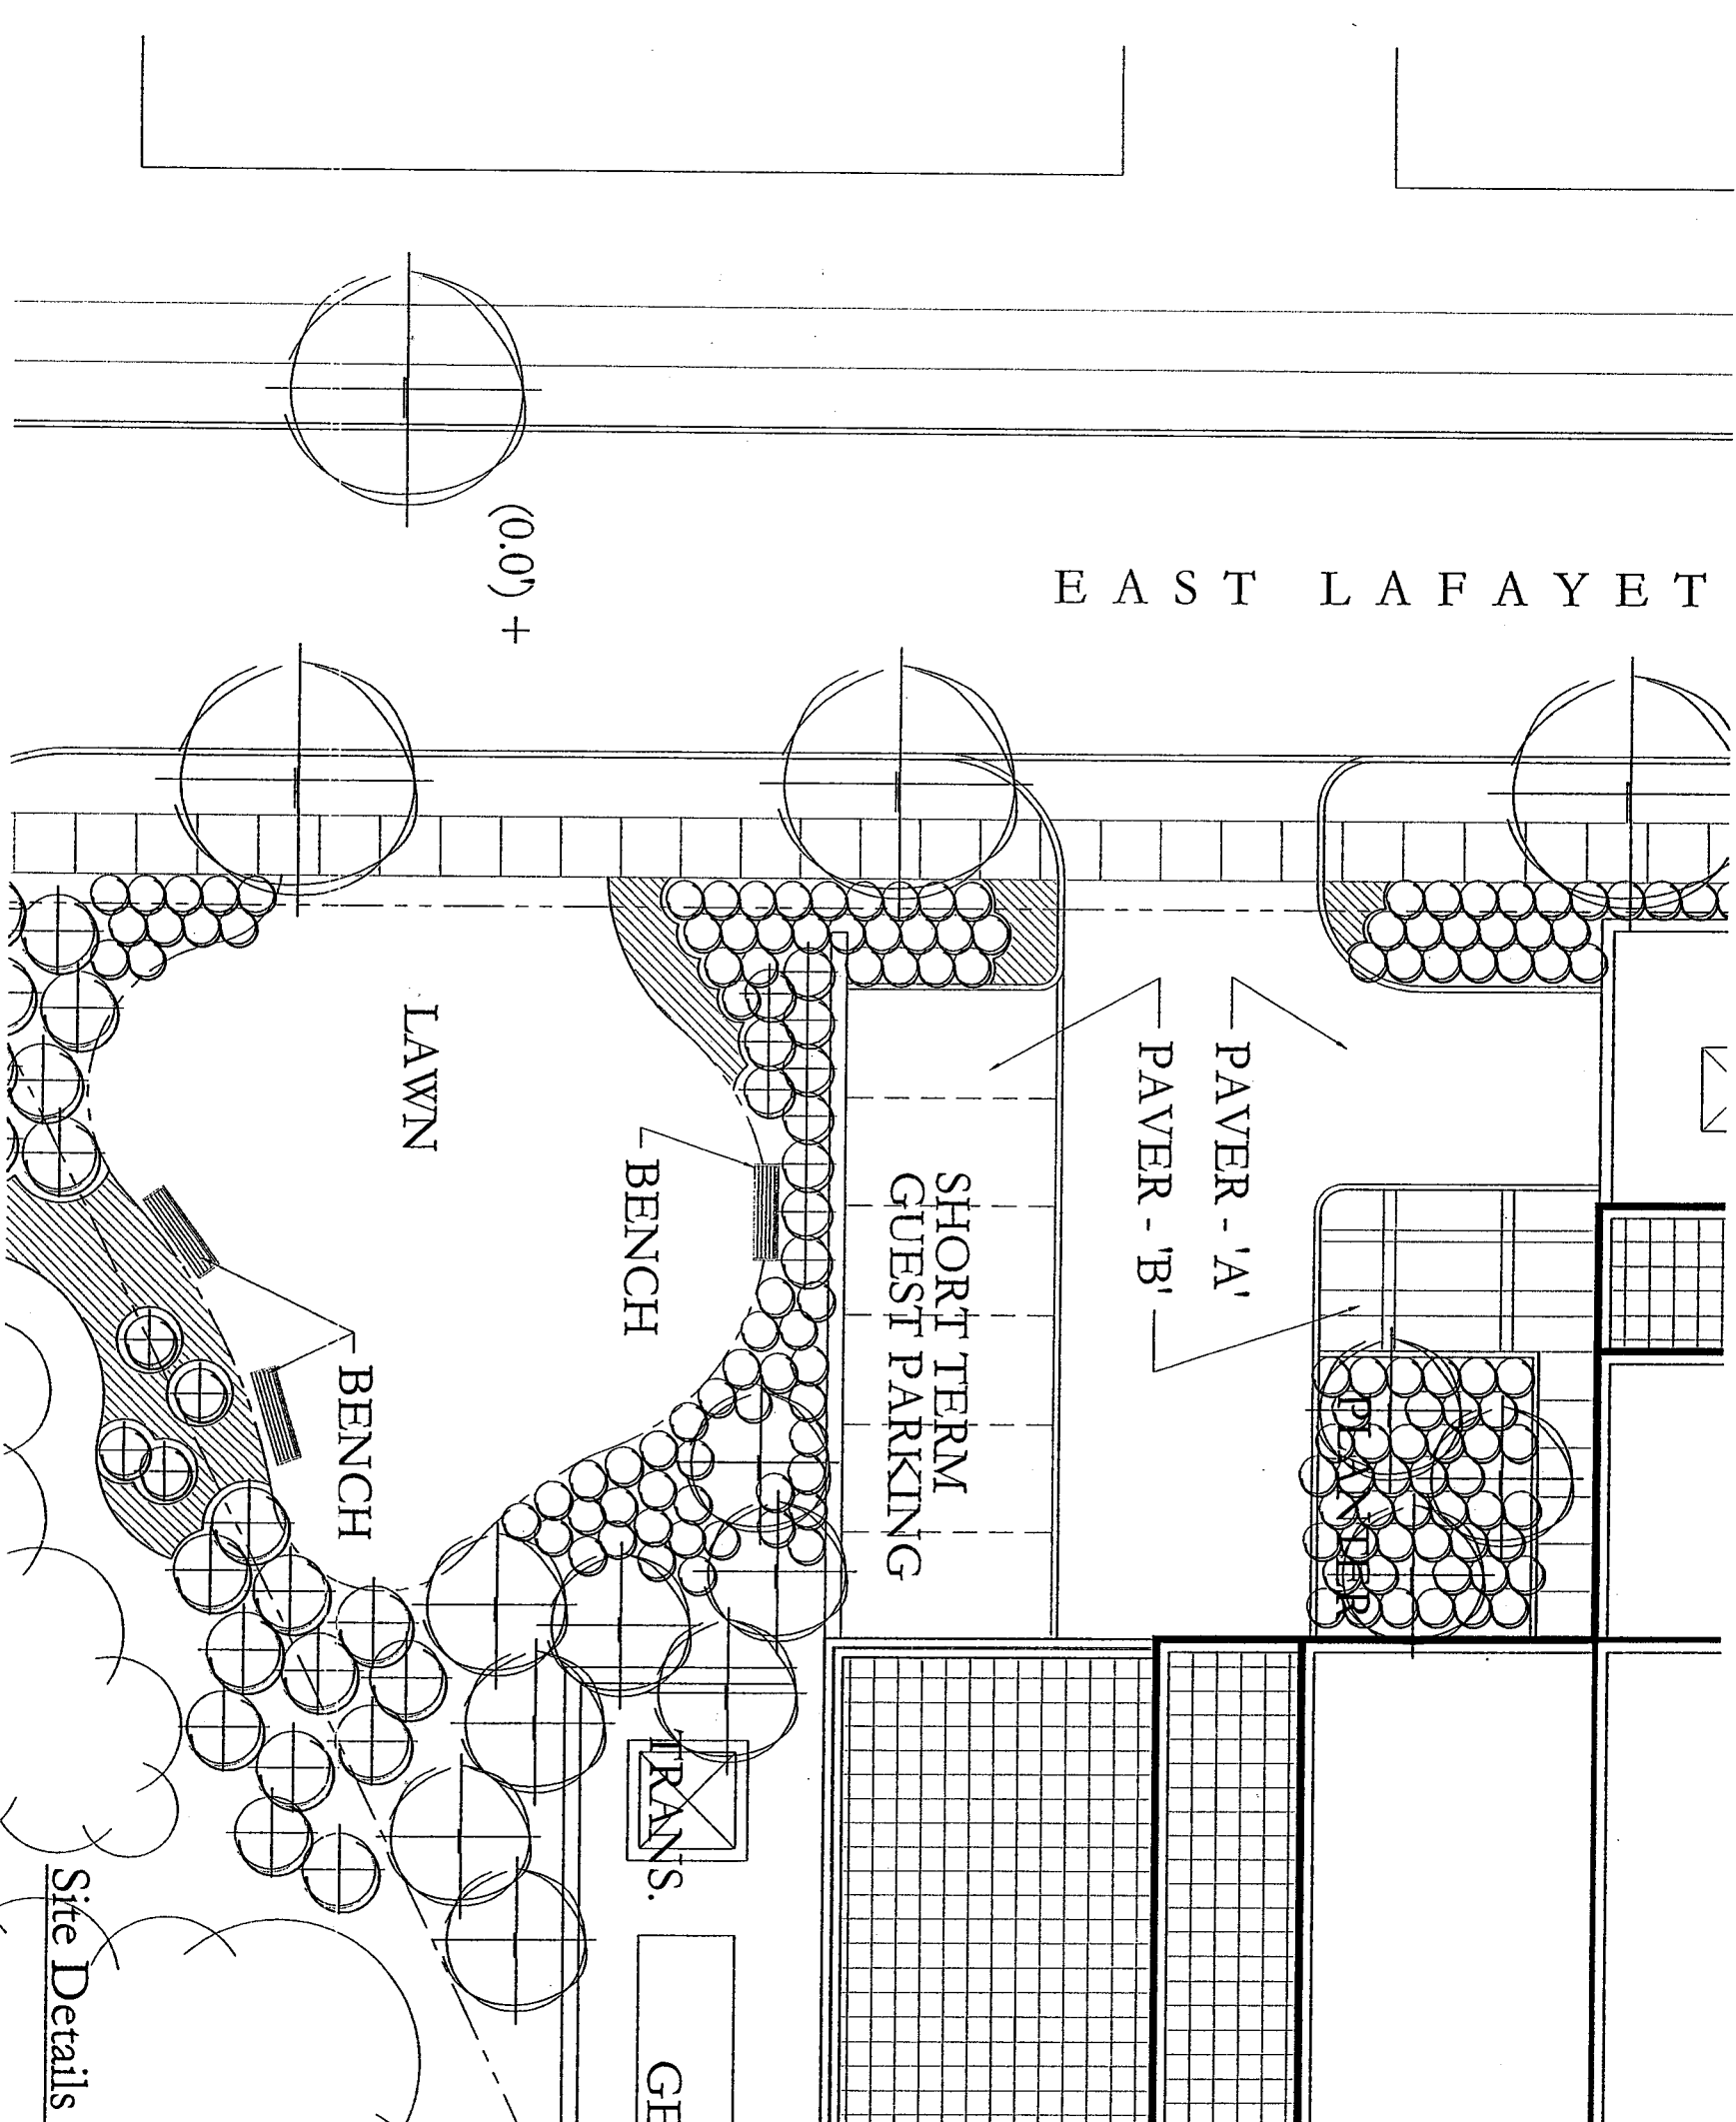 EAST LAFAYET
(0.0') +
LAWN
BENCH
BENCH
SHORT TERM
GUEST PARKING
PAVER - 'A'
PAVER - 'B'
PLANTER
TRANS.
GE
Site Details